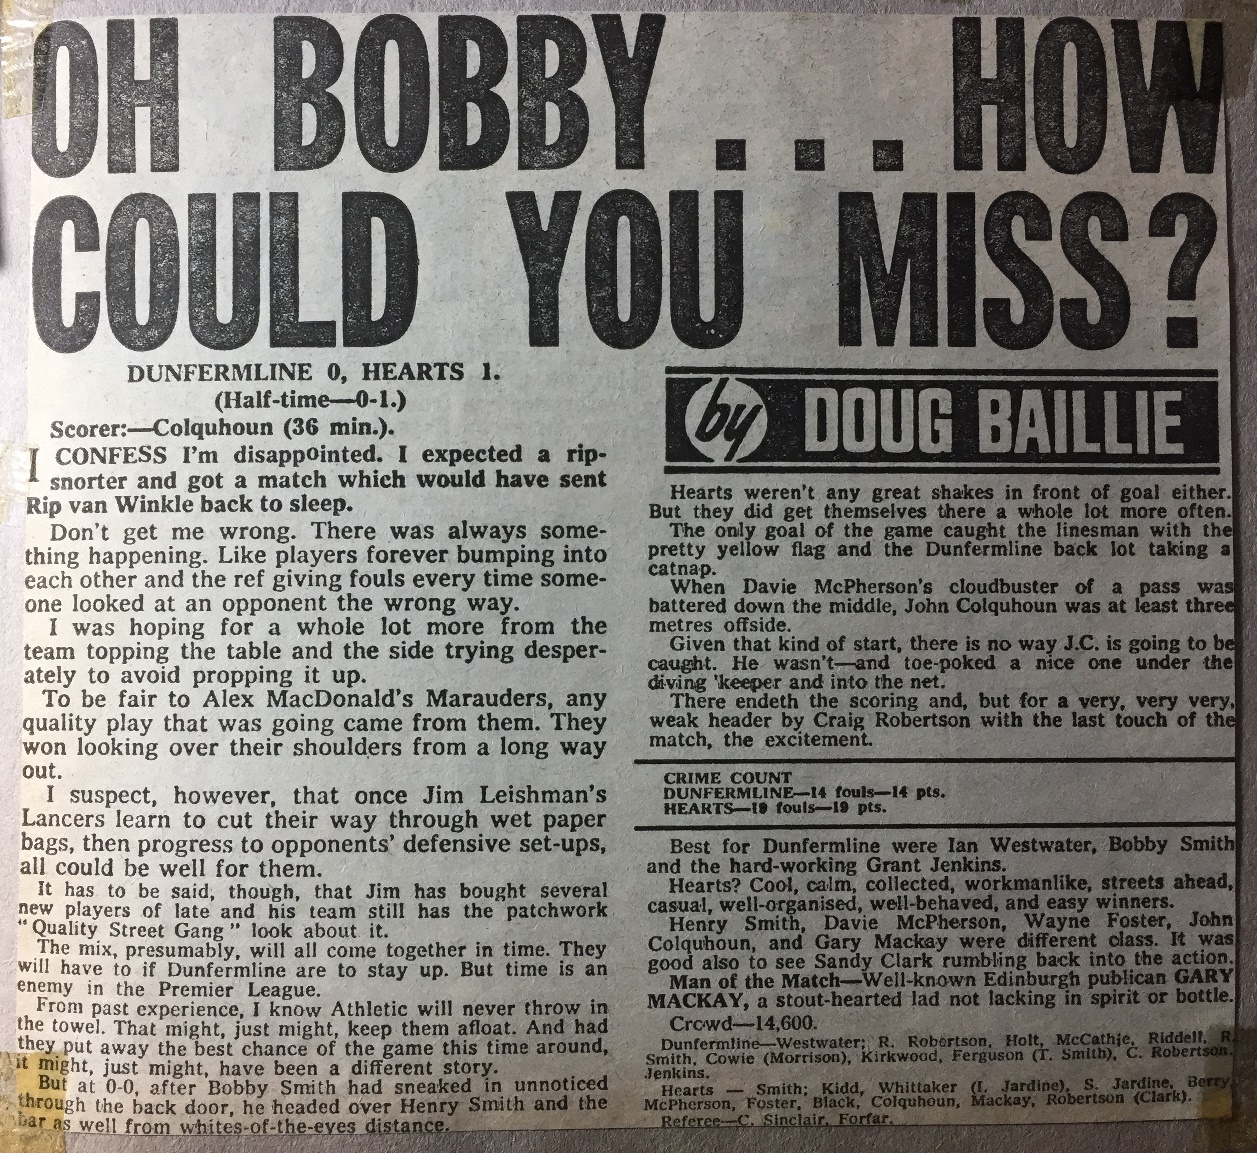 OH BOBBY . . . HOW
COULD YOU MISS?
DUNFERMLINE 0, HEARTS 1.
(Half-time—0-1.)
Scorer:—Colquhoun (36 min.).
I CONFESS I'm disappointed. I expected a rip-
snorter and got a match which would have sent
Rip van Winkle back to sleep.
Don't get me wrong. There was always some-
thing happening. Like players forever bumping into
each other and the ref giving fouls every time some-
one looked at an opponent the wrong way.
I was hoping for a whole lot more from the
team topping the table and the side trying desper-
ately to avoid propping it up.
To be fair to Alex MacDonald's Marauders, any
quality play that was going came from them. They
won looking over their shoulders from a long way
out.
I suspect, however, that once Jim Leishman's
Lancers learn to cut their way through wet paper
bags, then progress to opponents' defensive set-ups,
all could be well for them.
It has to be said, though, that Jim has bought several
new players of late and his team still has the patchwork
"Quality Street Gang" look about it.
The mix, presumably, will all come together in time. They
will have to if Dunfermline are to stay up. But time is an
enemy in the Premier League.
From past experience, I know Athletic will never throw in
the towel. That might, just might, keep them afloat. And had
they put away the best chance of the game this time around,
it might, just might, have been a different story.
But at 0-0, after Bobby Smith had sneaked in unnoticed
through the back door, he headed over Henry Smith and the
bar as well from whites-of-the-eyes distance.
by DOUG BAILLIE
Hearts weren't any great shakes in front of goal either.
But they did get themselves there a whole lot more often.
The only goal of the game caught the linesman with the
pretty yellow flag and the Dunfermline back lot taking a
catnap.
When Davie McPherson's cloudbuster of a pass was
battered down the middle, John Colquhoun was at least three
metres offside.
Given that kind of start, there is no way J.C. is going to be
caught. He wasn't—and toe-poked a nice one under the
diving 'keeper and into the net.
There endeth the scoring and, but for a very, very very,
weak header by Craig Robertson with the last touch of the
match, the excitement.
CRIME COUNT
DUNFERMLINE—14 fouls—14 pts.
HEARTS—19 fouls—19 pts.
Best for Dunfermline were Ian Westwater, Bobby Smith
and the hard-working Grant Jenkins.
Hearts? Cool, calm, collected, workmanlike, streets ahead,
casual, well-organised, well-behaved, and easy winners.
Henry Smith, Davie McPherson, Wayne Foster, John
Colquhoun, and Gary Mackay were different class. It was
good also to see Sandy Clark rumbling back into the action.
Man of the Match—Well-known Edinburgh publican GARY
MACKAY, a stout-hearted lad not lacking in spirit or bottle.
Crowd—14,600.
Dunfermline—Westwater; R. Robertson, Holt, McCathie, Riddell, R.
Smith, Cowie (Morrison), Kirkwood, Ferguson (T. Smith), C. Robertson,
Jenkins.
Hearts — Smith; Kidd, Whittaker (I. Jardine), S. Jardine, Berry,
McPherson, Foster, Black, Colquhoun, Mackay, Robertson (Clark).
Referee—C. Sinclair, Forfar.